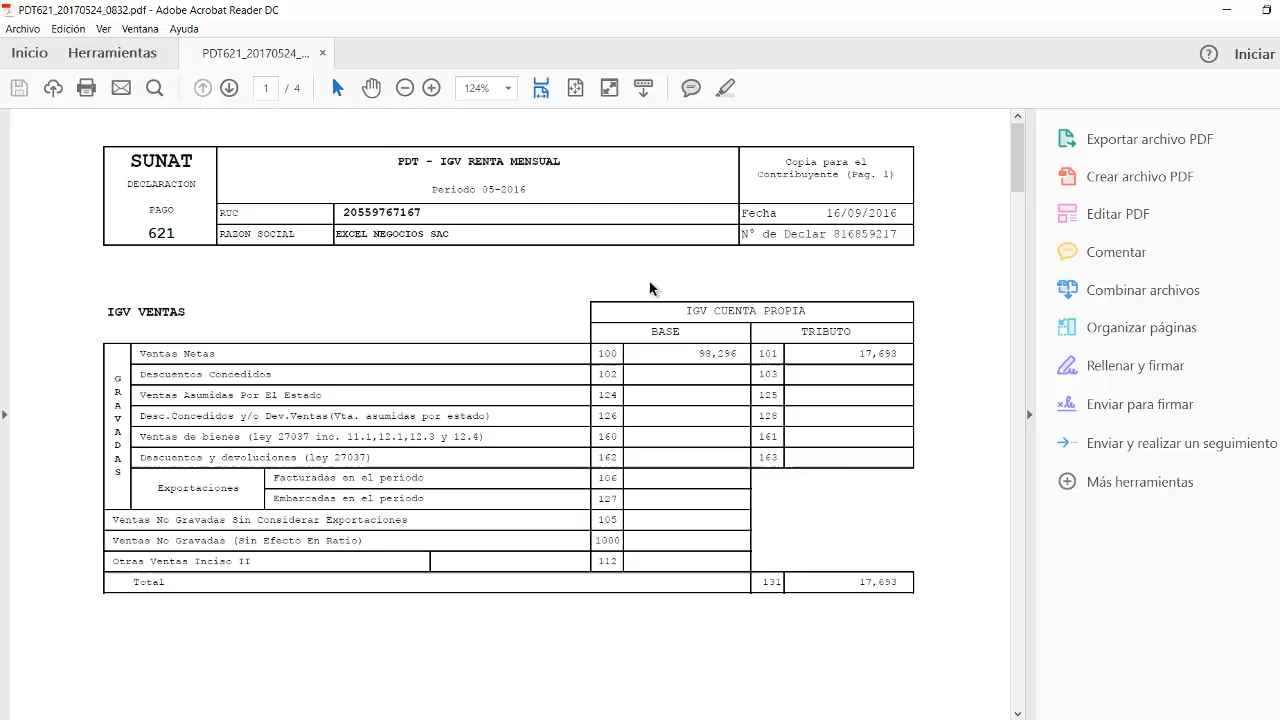 PDT621_20170524_0832.pdf - Adobe Acrobat Reader DC
Archivo Edición Ver Ventana Ayuda
Inicio Herramientas PDT621_20170524_... × ? Iniciar
1 / 4 124%
SUNAT
DECLARACION
PAGO
621
PDT - IGV RENTA MENSUAL
Periodo 05-2016
Copia para el
Contribuyente (Pag. 1)
RUC 20559767167 Fecha 16/09/2016
RAZON SOCIAL EXCEL NEGOCIOS SAC N° de Declar 816859217
IGV VENTAS
IGV CUENTA PROPIA
BASE TRIBUTO
GRAVADAS
Ventas Netas 100 98,296 101 17,693
Descuentos Concedidos 102 103
Ventas Asumidas Por El Estado 124 125
Desc.Concedidos y/o Dev.Ventas(Vta. asumidas por estado) 126 128
Ventas de bienes (ley 27037 inc. 11.1,12.1,12.3 y 12.4) 160 161
Descuentos y devoluciones (ley 27037) 162 163
Exportaciones
Facturadas en el periodo 106
Embarcadas en el periodo 127
Ventas No Gravadas Sin Considerar Exportaciones 105
Ventas No Gravadas (Sin Efecto En Ratio) 1000
Otras Ventas Inciso II 112
Total 131 17,693
Exportar archivo PDF
Crear archivo PDF
Editar PDF
Comentar
Combinar archivos
Organizar páginas
Rellenar y firmar
Enviar para firmar
Enviar y realizar un seguimiento
Más herramientas